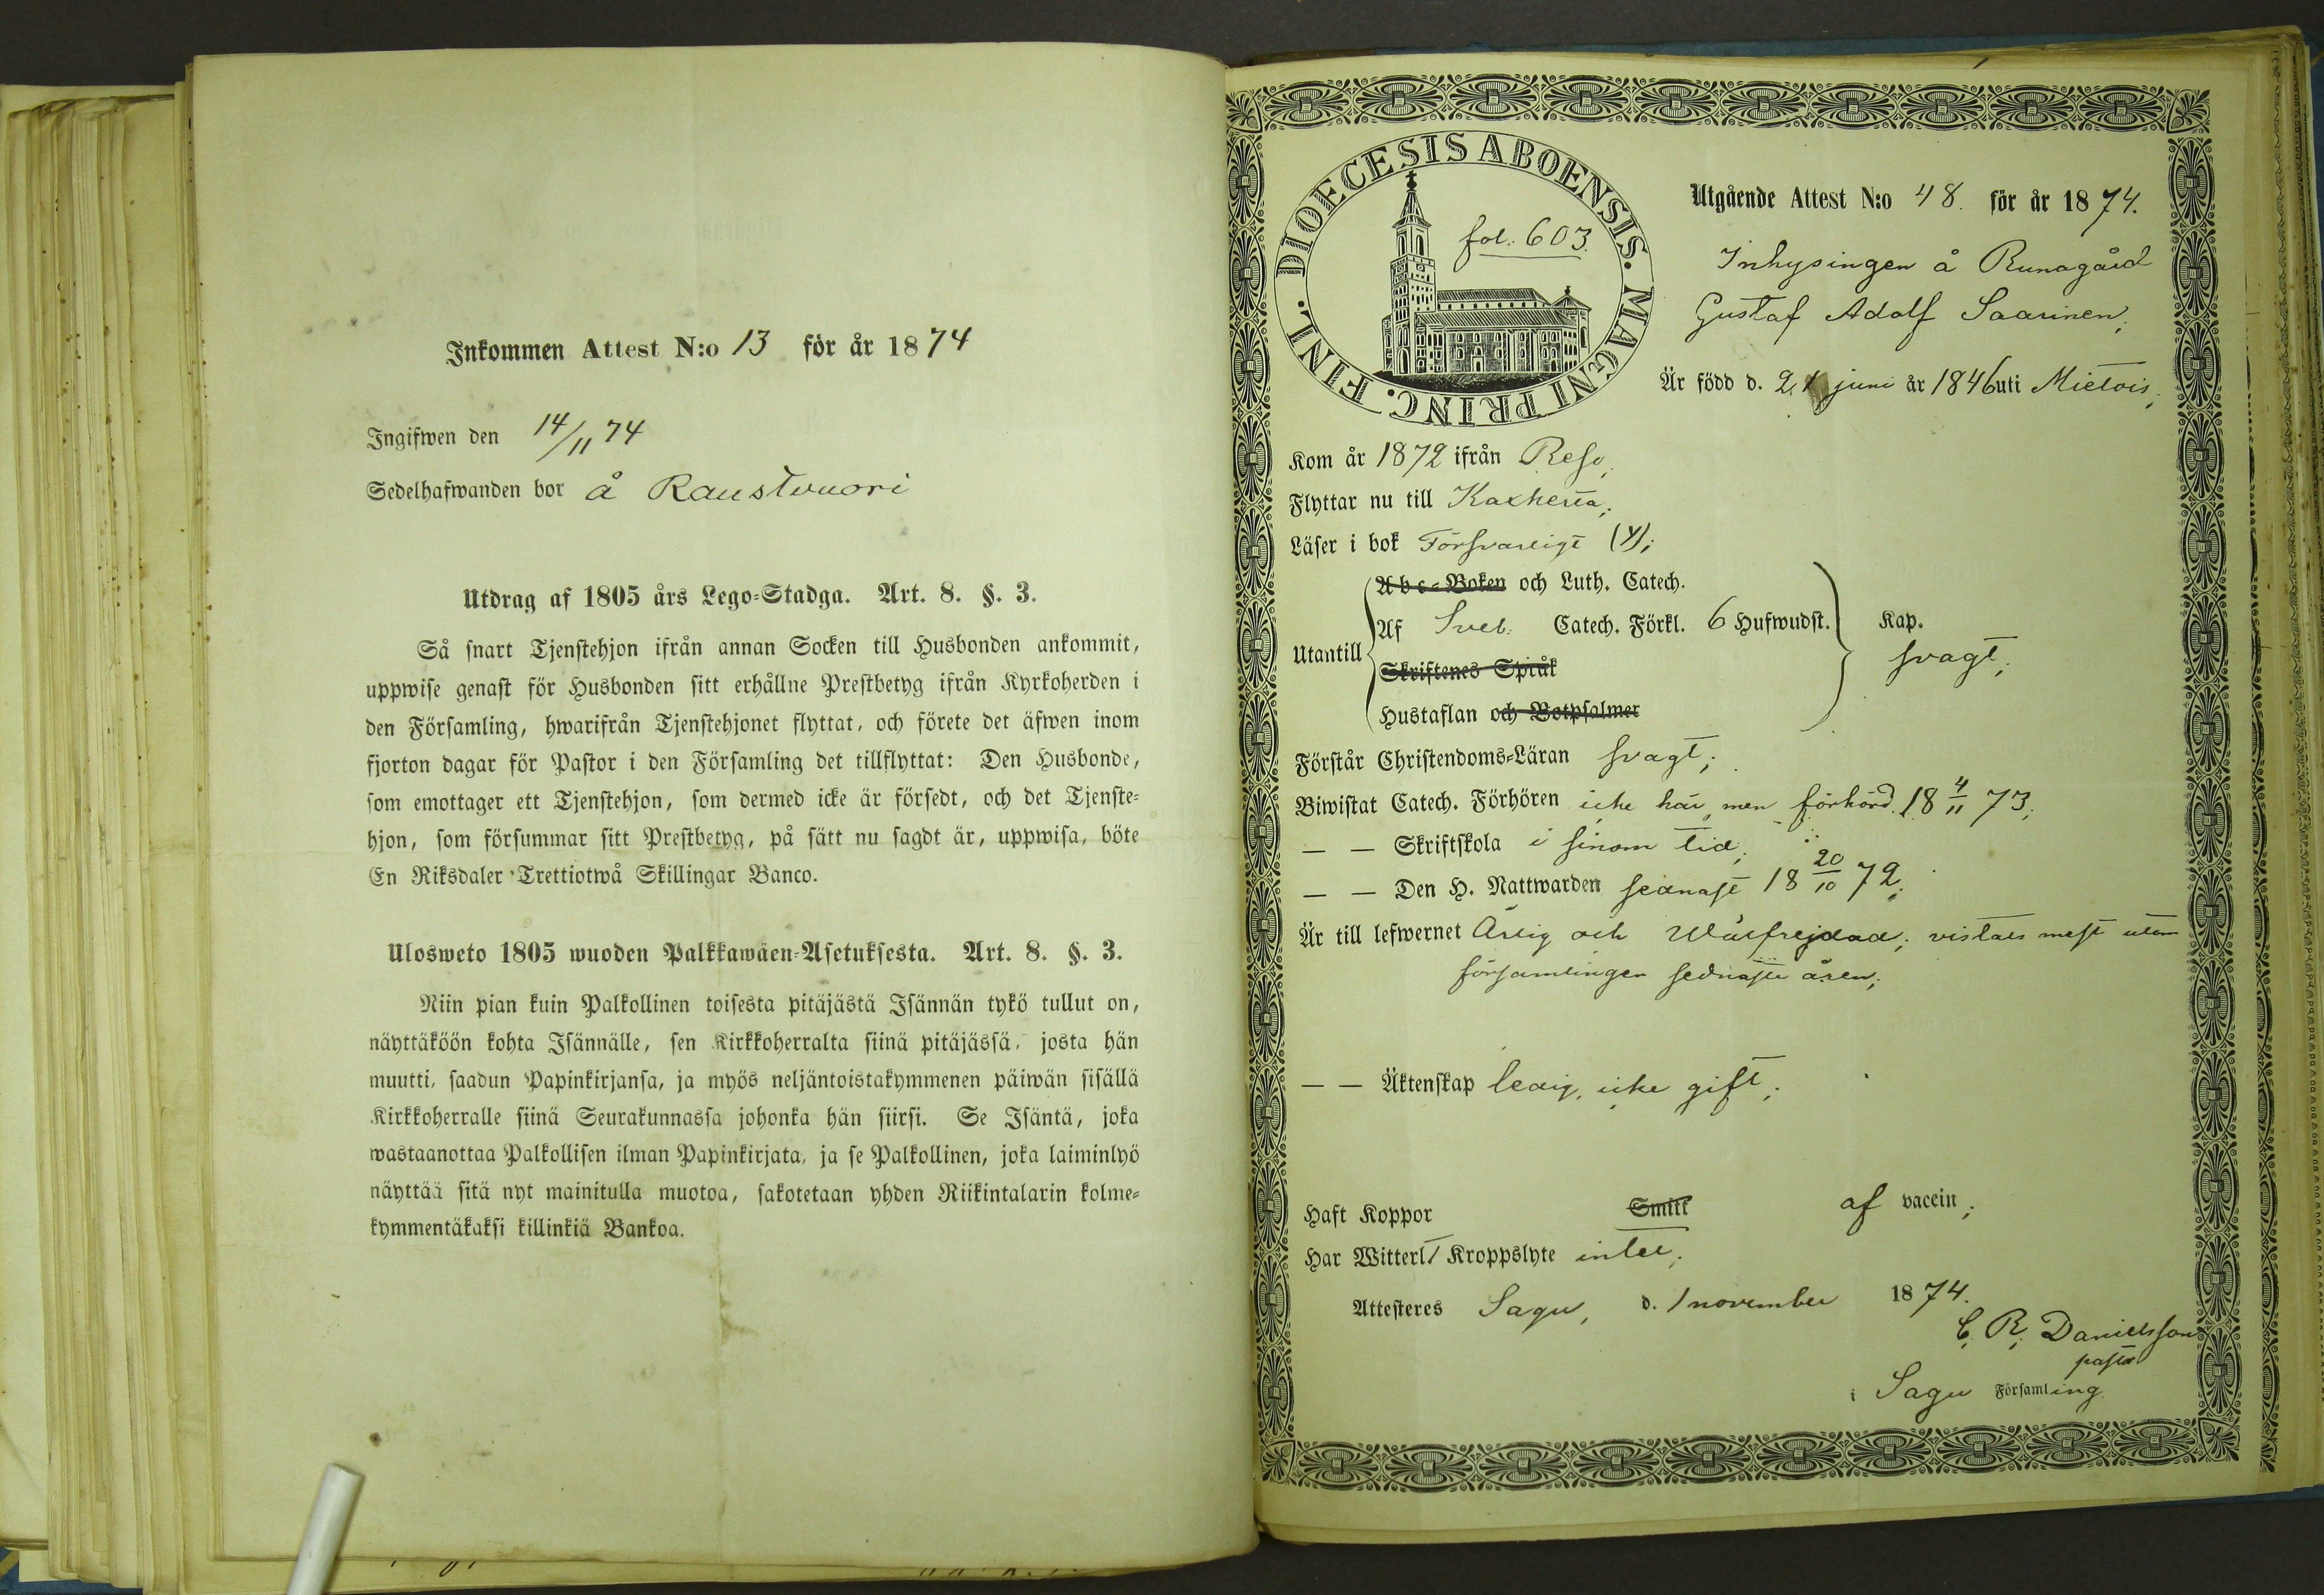 Inkommen Attest N:o 13 för år 1874
Ingifwen den 14/11 74
Sedelhafwanden bor å Raustvuori
Utdrag af 1805 års Lego-Stadga. Art. 8. §. 3.
Så snart Tjenstehjon ifrån annan Socken till Husbonden ankommit,
uppwise genast för Husbonden sitt erhållne Prestbetyg ifrån Kyrkoherden i
den Församling, hwarifrån Tjenstehjonet flyttat, och förete det äfwen inom
fjorton dagar för Pastor i den Församling det tillflyttat: Den Husbonde,
som emottager ett Tjenstehjon, som dermed icke är försedt, och det Tjenste-
hjon, som försummar sitt Prestbetyg, på sätt nu sagdt är, uppwisa, böte
En Riksdaler Trettiotwå Skillingar Banco.
Ulosweto 1805 wuoden Palkkawäen-Asetuksesta. Art. 8. §. 3.
Niin pian kuin Palkollinen toisesta pitäjästä Isännän tykö tullut on,
näyttäköön kohta Isännälle, sen Kirkkoherralta siinä pitäjässä, josta hän
muutti, saadun Papinkirjansa, ja myös neljäntoistakymmenen päiwän sisällä
Kirkkoherralle siinä Seurakunnassa johonka hän siirsi. Se Isäntä, joka
wastaanottaa Palkollisen ilman Papinkirjata, ja se Palkollinen, joka laiminlyö
näyttää sitä nyt mainitulla muotoa, sakotetaan yhden Riikintalarin kolme-
kymmentäkaksi killinkiä Bankoa.
DIOECESIS ABOENSIS. MAGNI PRINC. FINL.
fol. 603.
Utgående Attest N:o 48. för år 1874.
Inhysingen å Runagård
Gustaf Adolf Saarinen,
Är född d. 21 juni år 1846 uti Mietois;
Kom år 1872 ifrån Reso,
Flyttar nu till Kaxkerta;
Läser i bok Försvarligt (Y);
Abc-Boken och Luth. Catech.
Utantill Af Sveb. Catech. Förkl. 6 Hufwudst. Kap.
svagt;
Skriftenes Språk
Hustaflan och Botpsalmer
Förstår Christendoms-Läran svagt;
Biwistat Catech. Förhören icke här, men förhörd 18 4/11 73;
— — Skriftskola i sinom tid;
— — Den H. Nattwarden sednast 18 20/10 72;
Är till lefwernet Ärlig och Wälfrejdad; vistats mest utom
församlingen sednaste åren;
— — Äktenskap ledig, icke gift;
Haft Koppor Smitt af vaccin;
Har Witterl. Kroppslyte intet;
Attesteres Sagu, d. 1 november 1874.
C. R. Danielsson
pastor
i Sagu Församling.